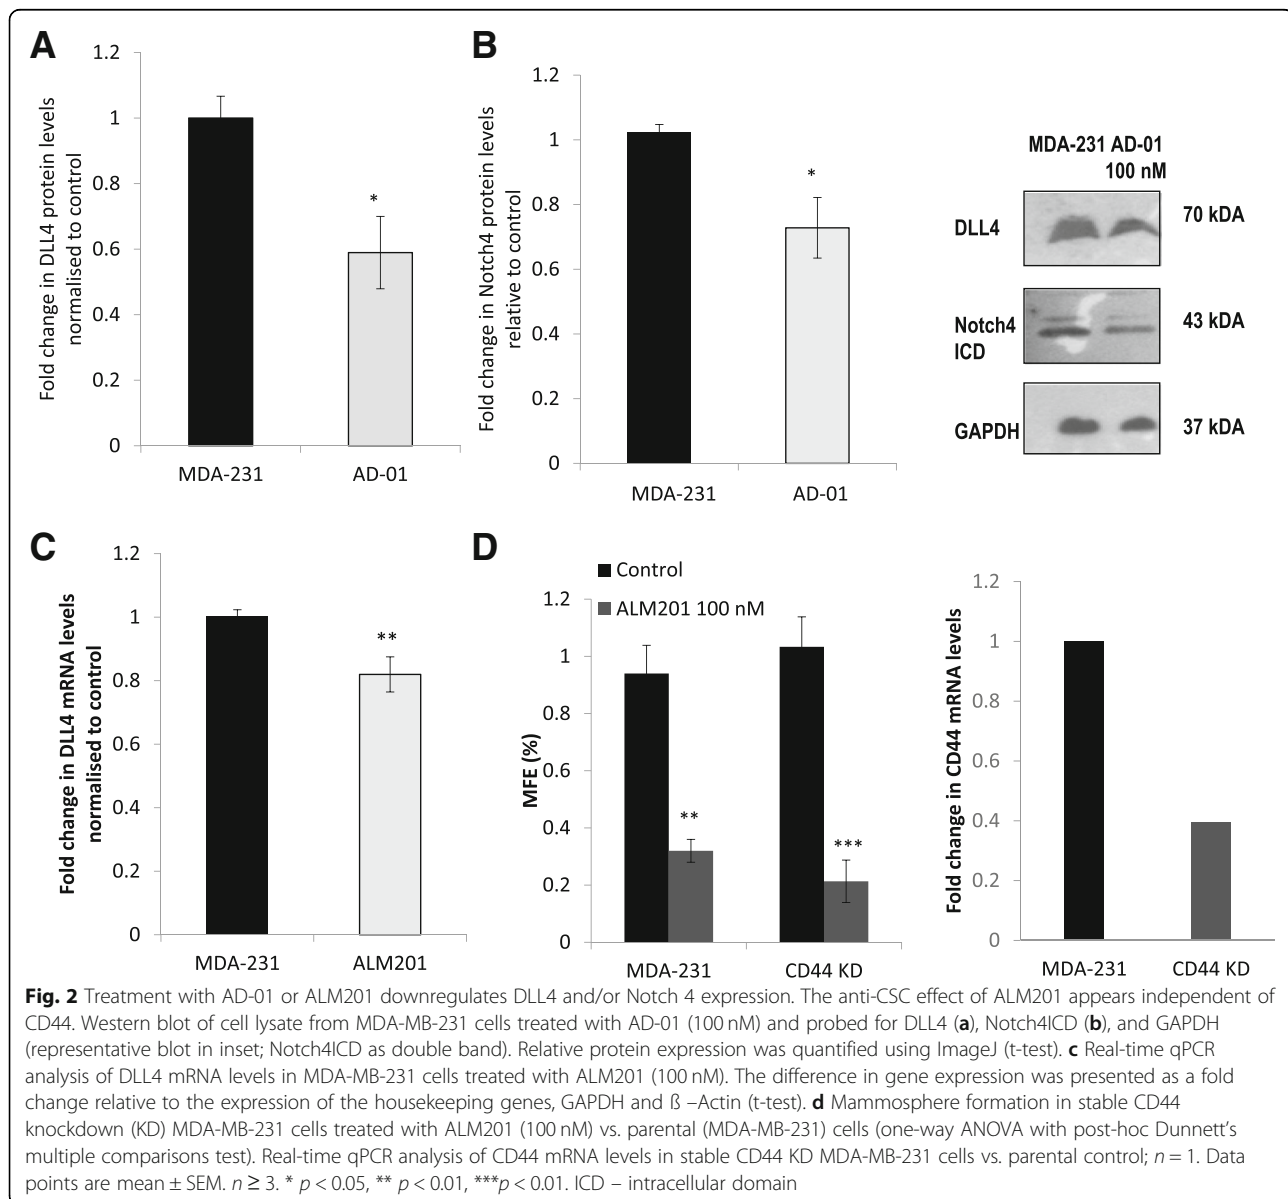 A
Fold change in DLL4 protein levels
normalised to control
1.2
1
0.8
0.6
0.4
0.2
0
*
MDA-231
AD-01
B
Fold change in Notch4 protein levels
relative to control
1.2
1
0.8
0.6
0.4
0.2
0
*
MDA-231
AD-01
MDA-231 AD-01
100 nM
DLL4
70 kDA
Notch4
ICD
43 kDA
GAPDH
37 kDA
C
Fold change in DLL4 mRNA levels
normalised to control
1.2
1
0.8
0.6
0.4
0.2
0
**
MDA-231
ALM201
D
Control
ALM201 100 nM
MFE (%)
1.2
1
0.8
0.6
0.4
0.2
0
**
***
MDA-231
CD44 KD
Fold change in CD44 mRNA levels
1.2
1
0.8
0.6
0.4
0.2
0
MDA-231
CD44 KD
Fig. 2 Treatment with AD-01 or ALM201 downregulates DLL4 and/or Notch 4 expression. The anti-CSC effect of ALM201 appears independent of
CD44. Western blot of cell lysate from MDA-MB-231 cells treated with AD-01 (100 nM) and probed for DLL4 (a), Notch4ICD (b), and GAPDH
(representative blot in inset; Notch4ICD as double band). Relative protein expression was quantified using ImageJ (t-test). c Real-time qPCR
analysis of DLL4 mRNA levels in MDA-MB-231 cells treated with ALM201 (100 nM). The difference in gene expression was presented as a fold
change relative to the expression of the housekeeping genes, GAPDH and ß –Actin (t-test). d Mammosphere formation in stable CD44
knockdown (KD) MDA-MB-231 cells treated with ALM201 (100 nM) vs. parental (MDA-MB-231) cells (one-way ANOVA with post-hoc Dunnett's
multiple comparisons test). Real-time qPCR analysis of CD44 mRNA levels in stable CD44 KD MDA-MB-231 cells vs. parental control; n = 1. Data
points are mean ± SEM. n ≥ 3. * p < 0.05, ** p < 0.01, ***p < 0.01. ICD – intracellular domain